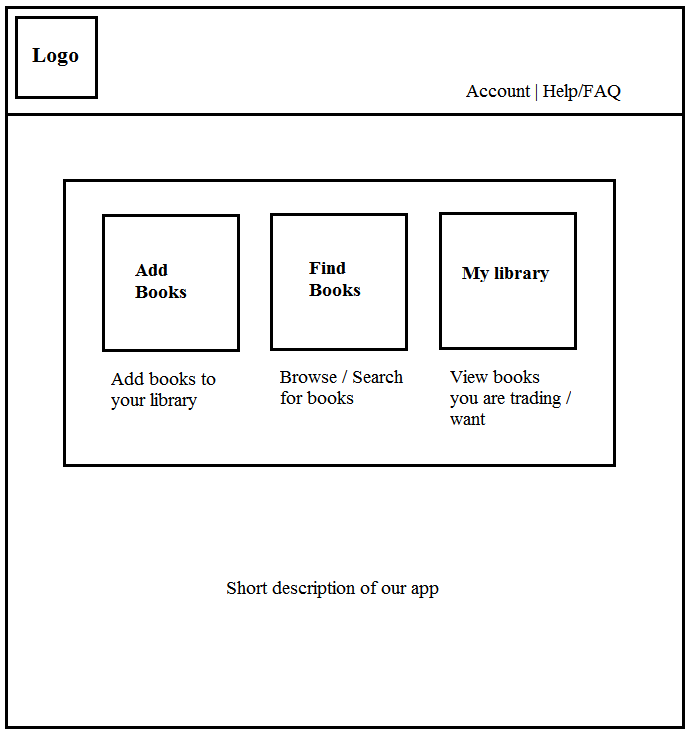 Logo
Account | Help/FAQ
Add
Books
Find
Books
My library
Add books to
your library
Browse / Search
for books
View books
you are trading /
want
Short description of our app